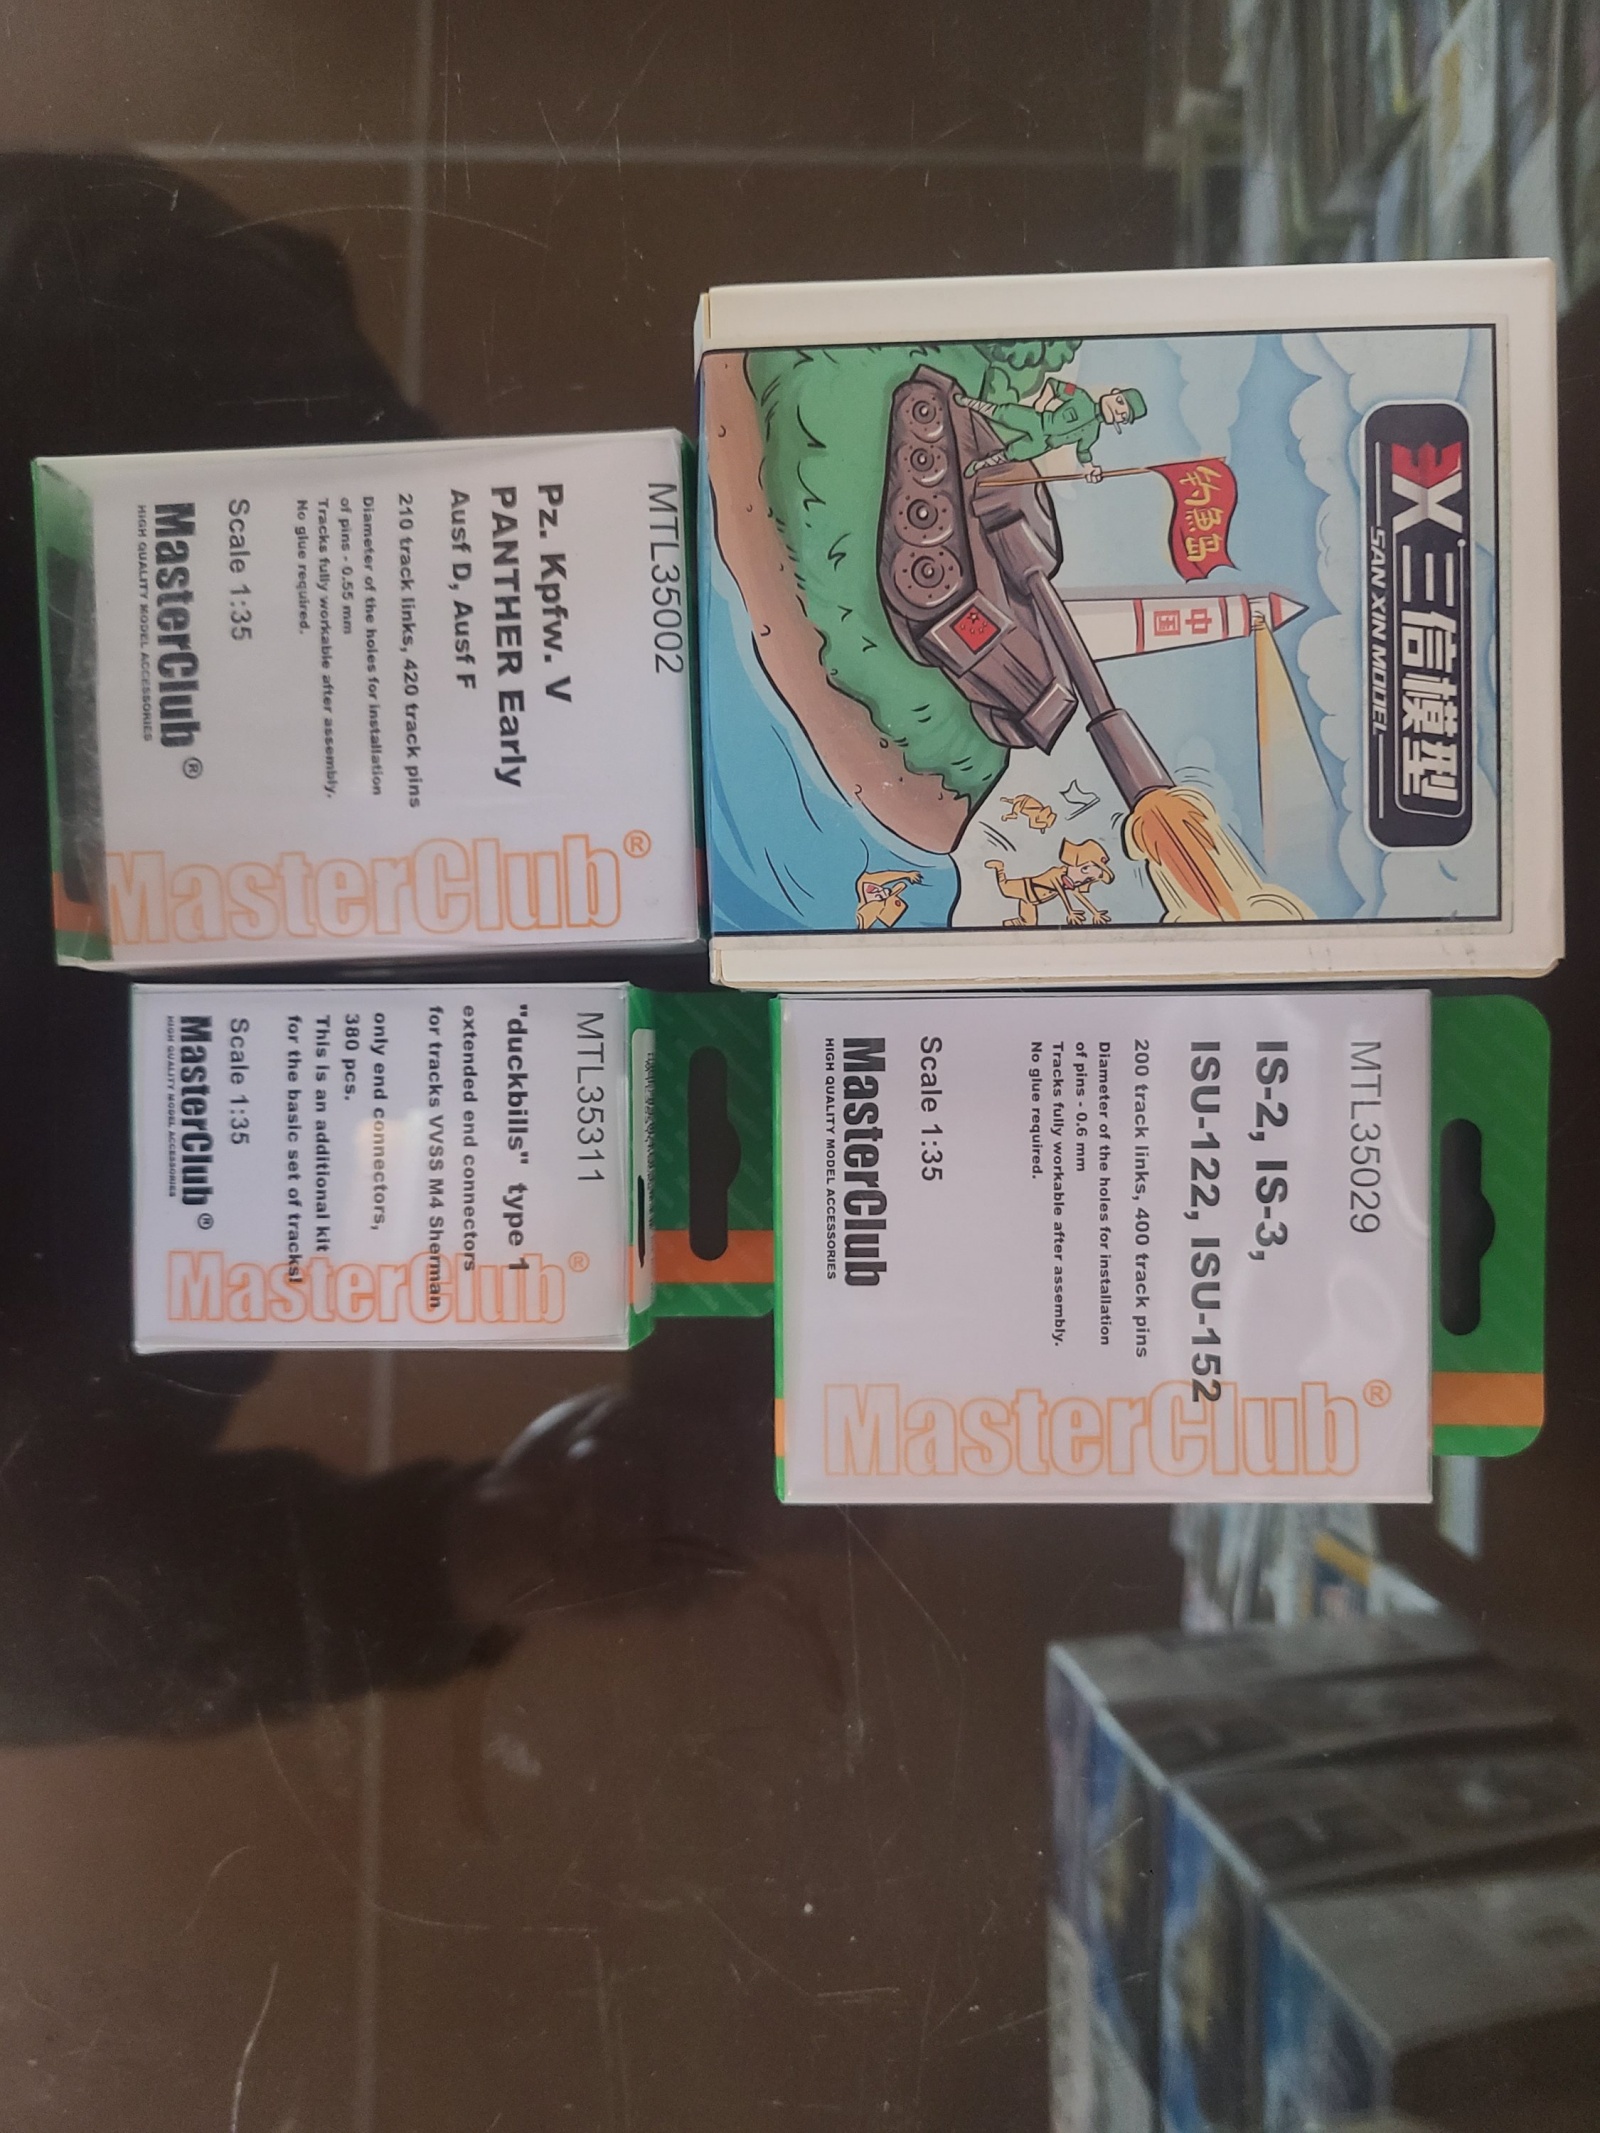 SX三信模型
SAN XIN MODEL
钓鱼岛
中国
MTL35029
IS-2, IS-3,
ISU-122, ISU-152
200 track links, 400 track pins
Diameter of the holes for installation
of pins - 0.6 mm
Tracks fully workable after assembly.
No glue required.
Scale 1:35
MasterClub
HIGH QUALITY MODEL ACCESSORIES
MasterClub®
MTL35002
Pz. Kpfw. V
PANTHER Early
Ausf D, Ausf F
210 track links, 420 track pins
Diameter of the holes for installation
of pins - 0.55 mm
Tracks fully workable after assembly.
No glue required.
Scale 1:35
MasterClub®
HIGH QUALITY MODEL ACCESSORIES
MasterClub®
MTL35311
"duckbills" type 1
extended end connectors
for tracks VVSS M4 Sherman
only end connectors,
380 pcs.
This is an additional kit
for the basic set of tracks!
Scale 1:35
MasterClub®
HIGH QUALITY MODEL ACCESSORIES
MasterClub®